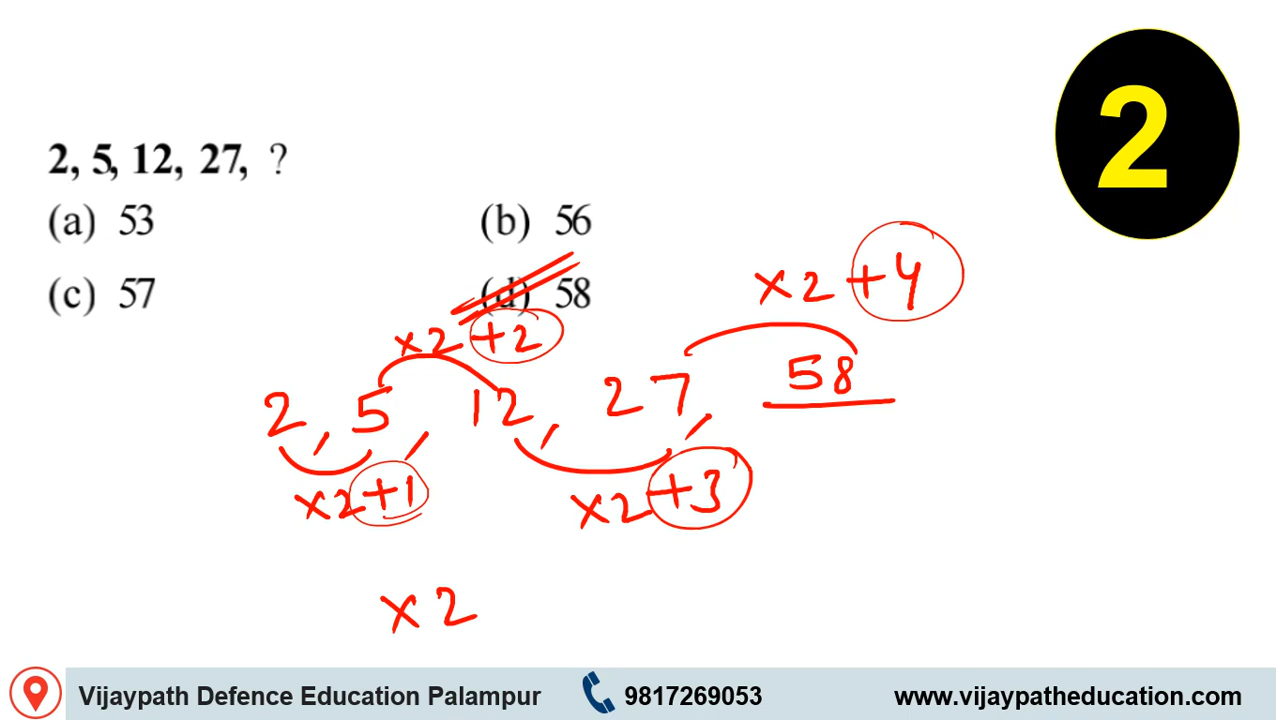 2
2, 5, 12, 27, ?
(a) 53 (b) 56
(c) 57 (d) 58
×2 +4
×2 +2
2, 5, 12, 27, 58
×2 +1 ×2 +3
×2
Vijaypath Defence Education Palampur 9817269053 www.vijaypatheducation.com